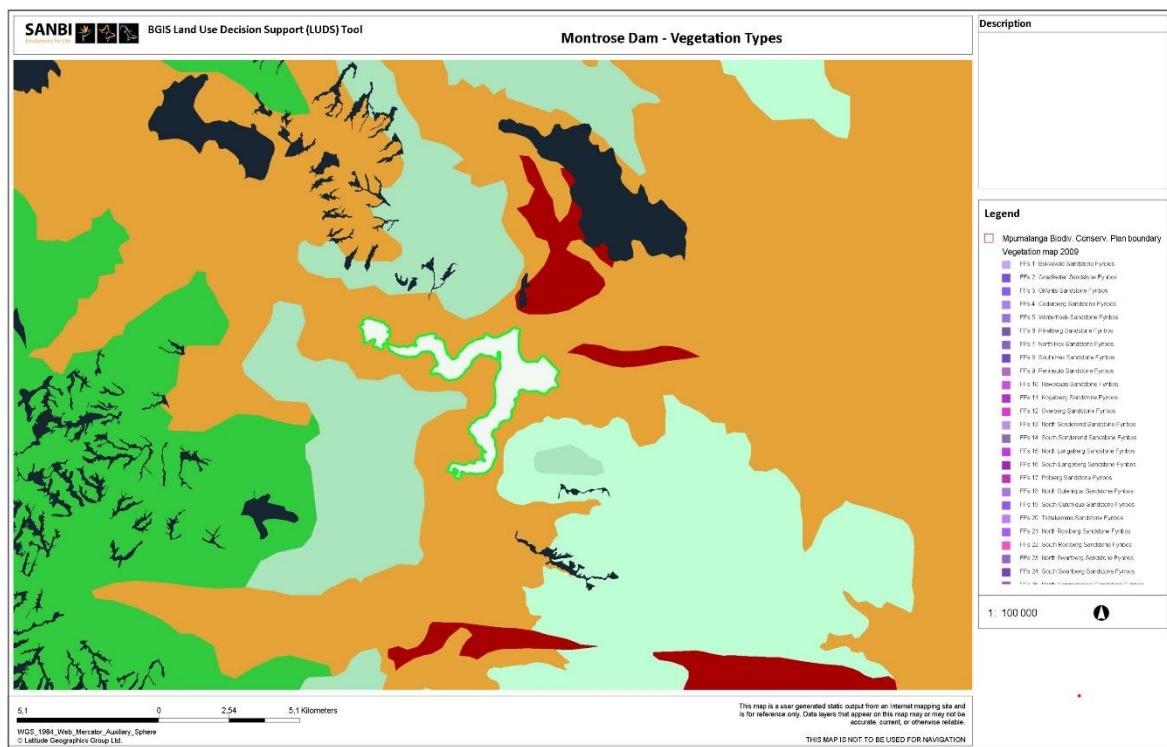 SANBI
Biodiversity for Life
BGIS Land Use Decision Support (LUDS) Tool
Montrose Dam - Vegetation Types
Description
Legend
Mpumalanga Biodiv. Conserv. Plan boundary
Vegetation map 2009
FFs 1 Bokkeveld Sandstone Fynbos
FFs 2 Graafwater Sandstone Fynbos
FFs 3 Olifants Sandstone Fynbos
FFs 4 Cederberg Sandstone Fynbos
FFs 5 Winterhoek Sandstone Fynbos
FFs 6 Piketberg Sandstone Fynbos
FFs 7 North Hex Sandstone Fynbos
FFs 8 South Hex Sandstone Fynbos
FFs 9 Peninsula Sandstone Fynbos
FFs 10 Hawequas Sandstone Fynbos
FFs 11 Kogelberg Sandstone Fynbos
FFs 12 Overberg Sandstone Fynbos
FFs 13 North Sonderend Sandstone Fynbos
FFs 14 South Sonderend Sandstone Fynbos
FFs 15 North Langeberg Sandstone Fynbos
FFs 16 South Langeberg Sandstone Fynbos
FFs 17 Potberg Sandstone Fynbos
FFs 18 North Outeniqua Sandstone Fynbos
FFs 19 South Outeniqua Sandstone Fynbos
FFs 20 Tsitsikamma Sandstone Fynbos
FFs 21 North Rooiberg Sandstone Fynbos
FFs 22 South Rooiberg Sandstone Fynbos
FFs 23 North Swartberg Sandstone Fynbos
FFs 24 South Swartberg Sandstone Fynbos
1: 100 000
5,1 0 2,54 5,1 Kilometers
WGS_1984_Web_Mercator_Auxiliary_Sphere
© Latitude Geographics Group Ltd.
This map is a user generated static output from an Internet mapping site and
is for reference only. Data layers that appear on this map may or may not be
accurate, current, or otherwise reliable.
THIS MAP IS NOT TO BE USED FOR NAVIGATION